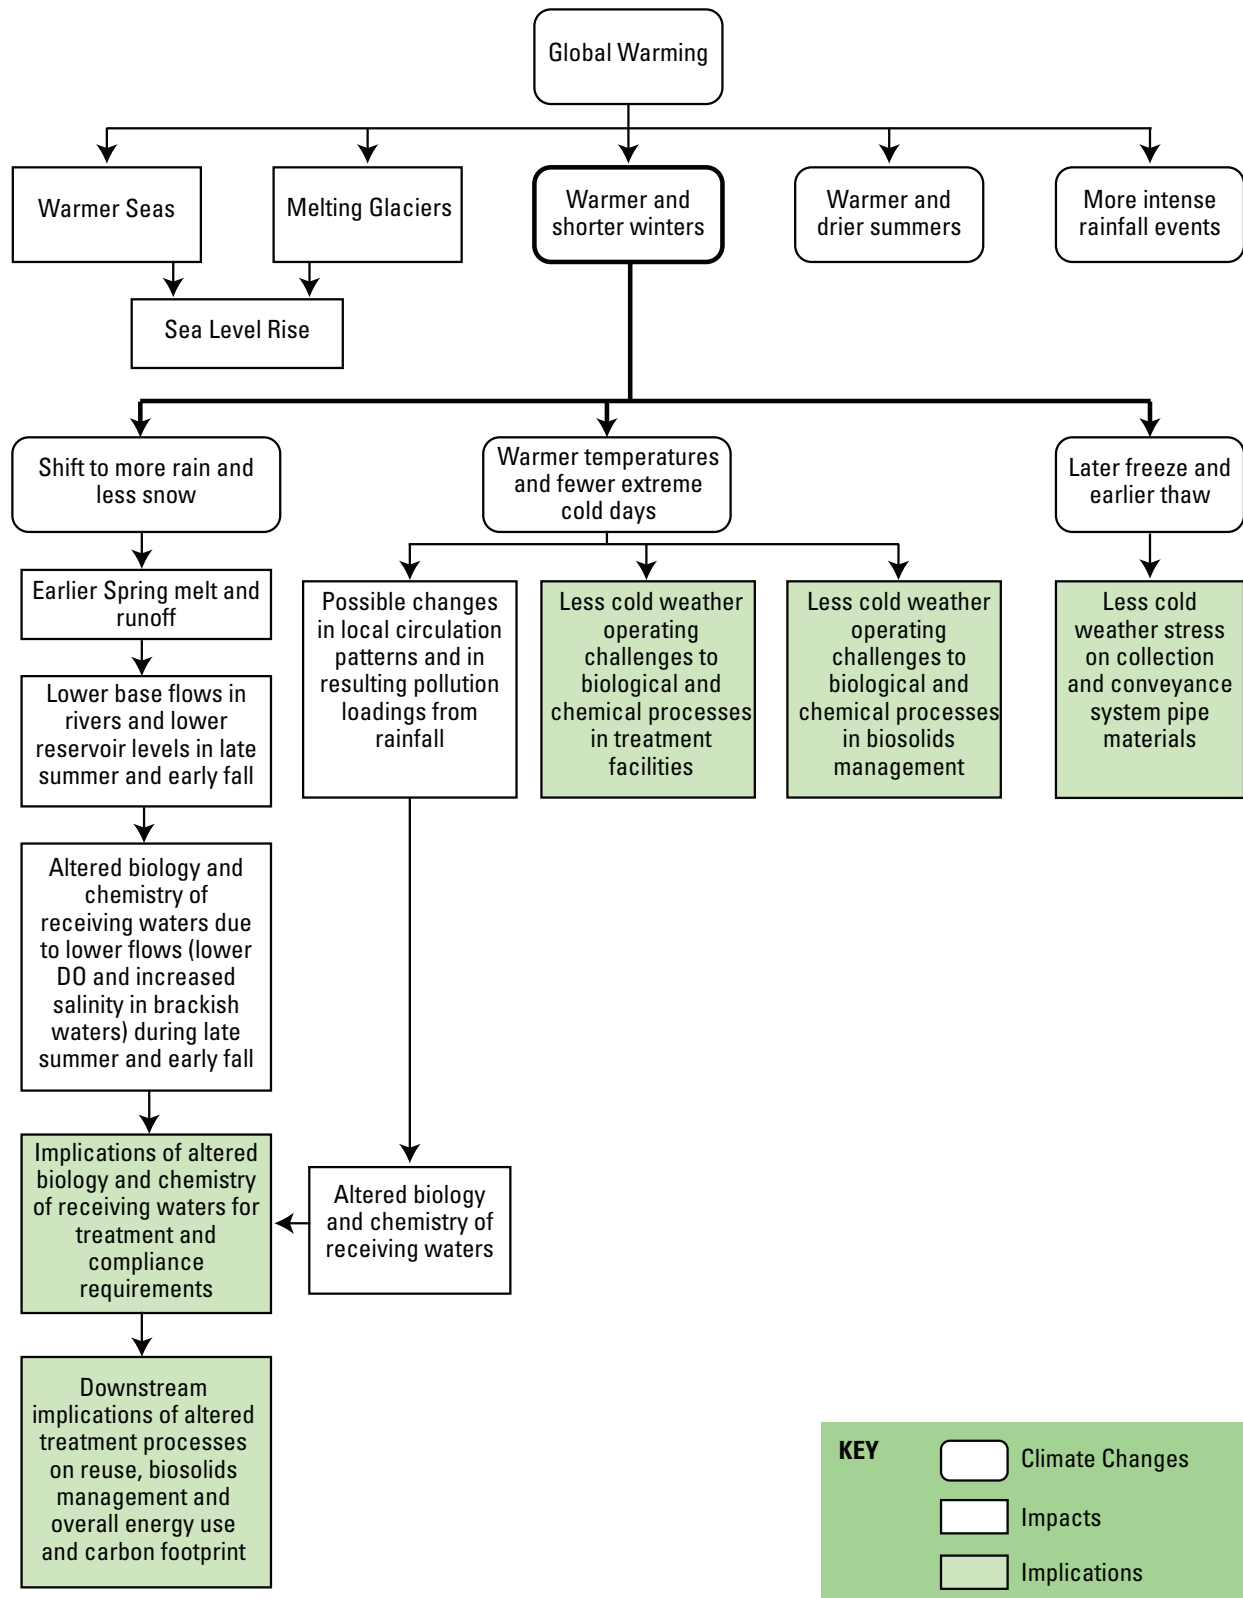 Global Warming
Warmer Seas
Melting Glaciers
Warmer and
shorter winters
Warmer and
drier summers
More intense
rainfall events
Sea Level Rise
Shift to more rain and
less snow
Warmer temperatures
and fewer extreme
cold days
Later freeze and
earlier thaw
Earlier Spring melt and
runoff
Lower base flows in
rivers and lower
reservoir levels in late
summer and early fall
Altered biology and
chemistry of
receiving waters due
to lower flows (lower
DO and increased
salinity in brackish
waters) during late
summer and early fall
Implications of altered
biology and chemistry
of receiving waters for
treatment and
compliance
requirements
Downstream
implications of altered
treatment processes
on reuse, biosolids
management and
overall energy use
and carbon footprint
Possible changes
in local circulation
patterns and in
resulting pollution
loadings from
rainfall
Altered biology
and chemistry of
receiving waters
Less cold weather
operating
challenges to
biological and
chemical processes
in treatment
facilities
Less cold weather
operating
challenges to
biological and
chemical processes
in biosolids
management
Less cold
weather stress
on collection
and conveyance
system pipe
materials
KEY
Climate Changes
Impacts
Implications